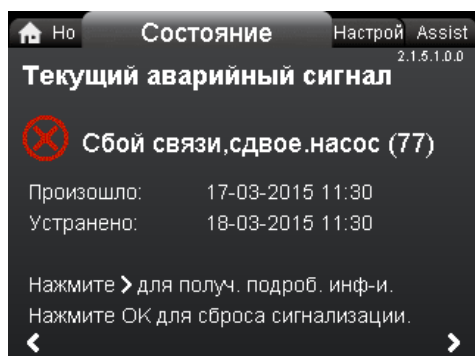 Но Состояние Настрой Assist
2.1.5.1.0.0
Текущий аварийный сигнал
Сбой связи,сдвое.насос (77)
Произошло: 17-03-2015 11:30
Устранено: 18-03-2015 11:30
Нажмите > для получ. подроб. инф-и.
Нажмите OK для сброса сигнализации.